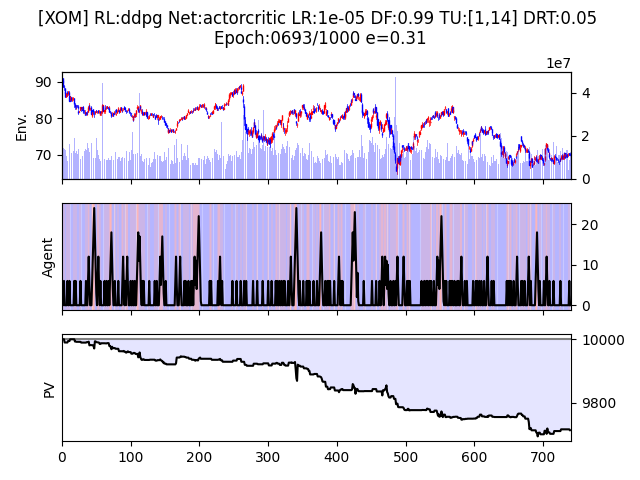 [XOM] RL:ddpg Net:actorcritic LR:1e-05 DF:0.99 TU:[1,14] DRT:0.05
Epoch:0693/1000 e=0.31
1e7
Env.
90
80
70
4
2
0
Agent
20
10
0
PV
10000
9800
0 100 200 300 400 500 600 700